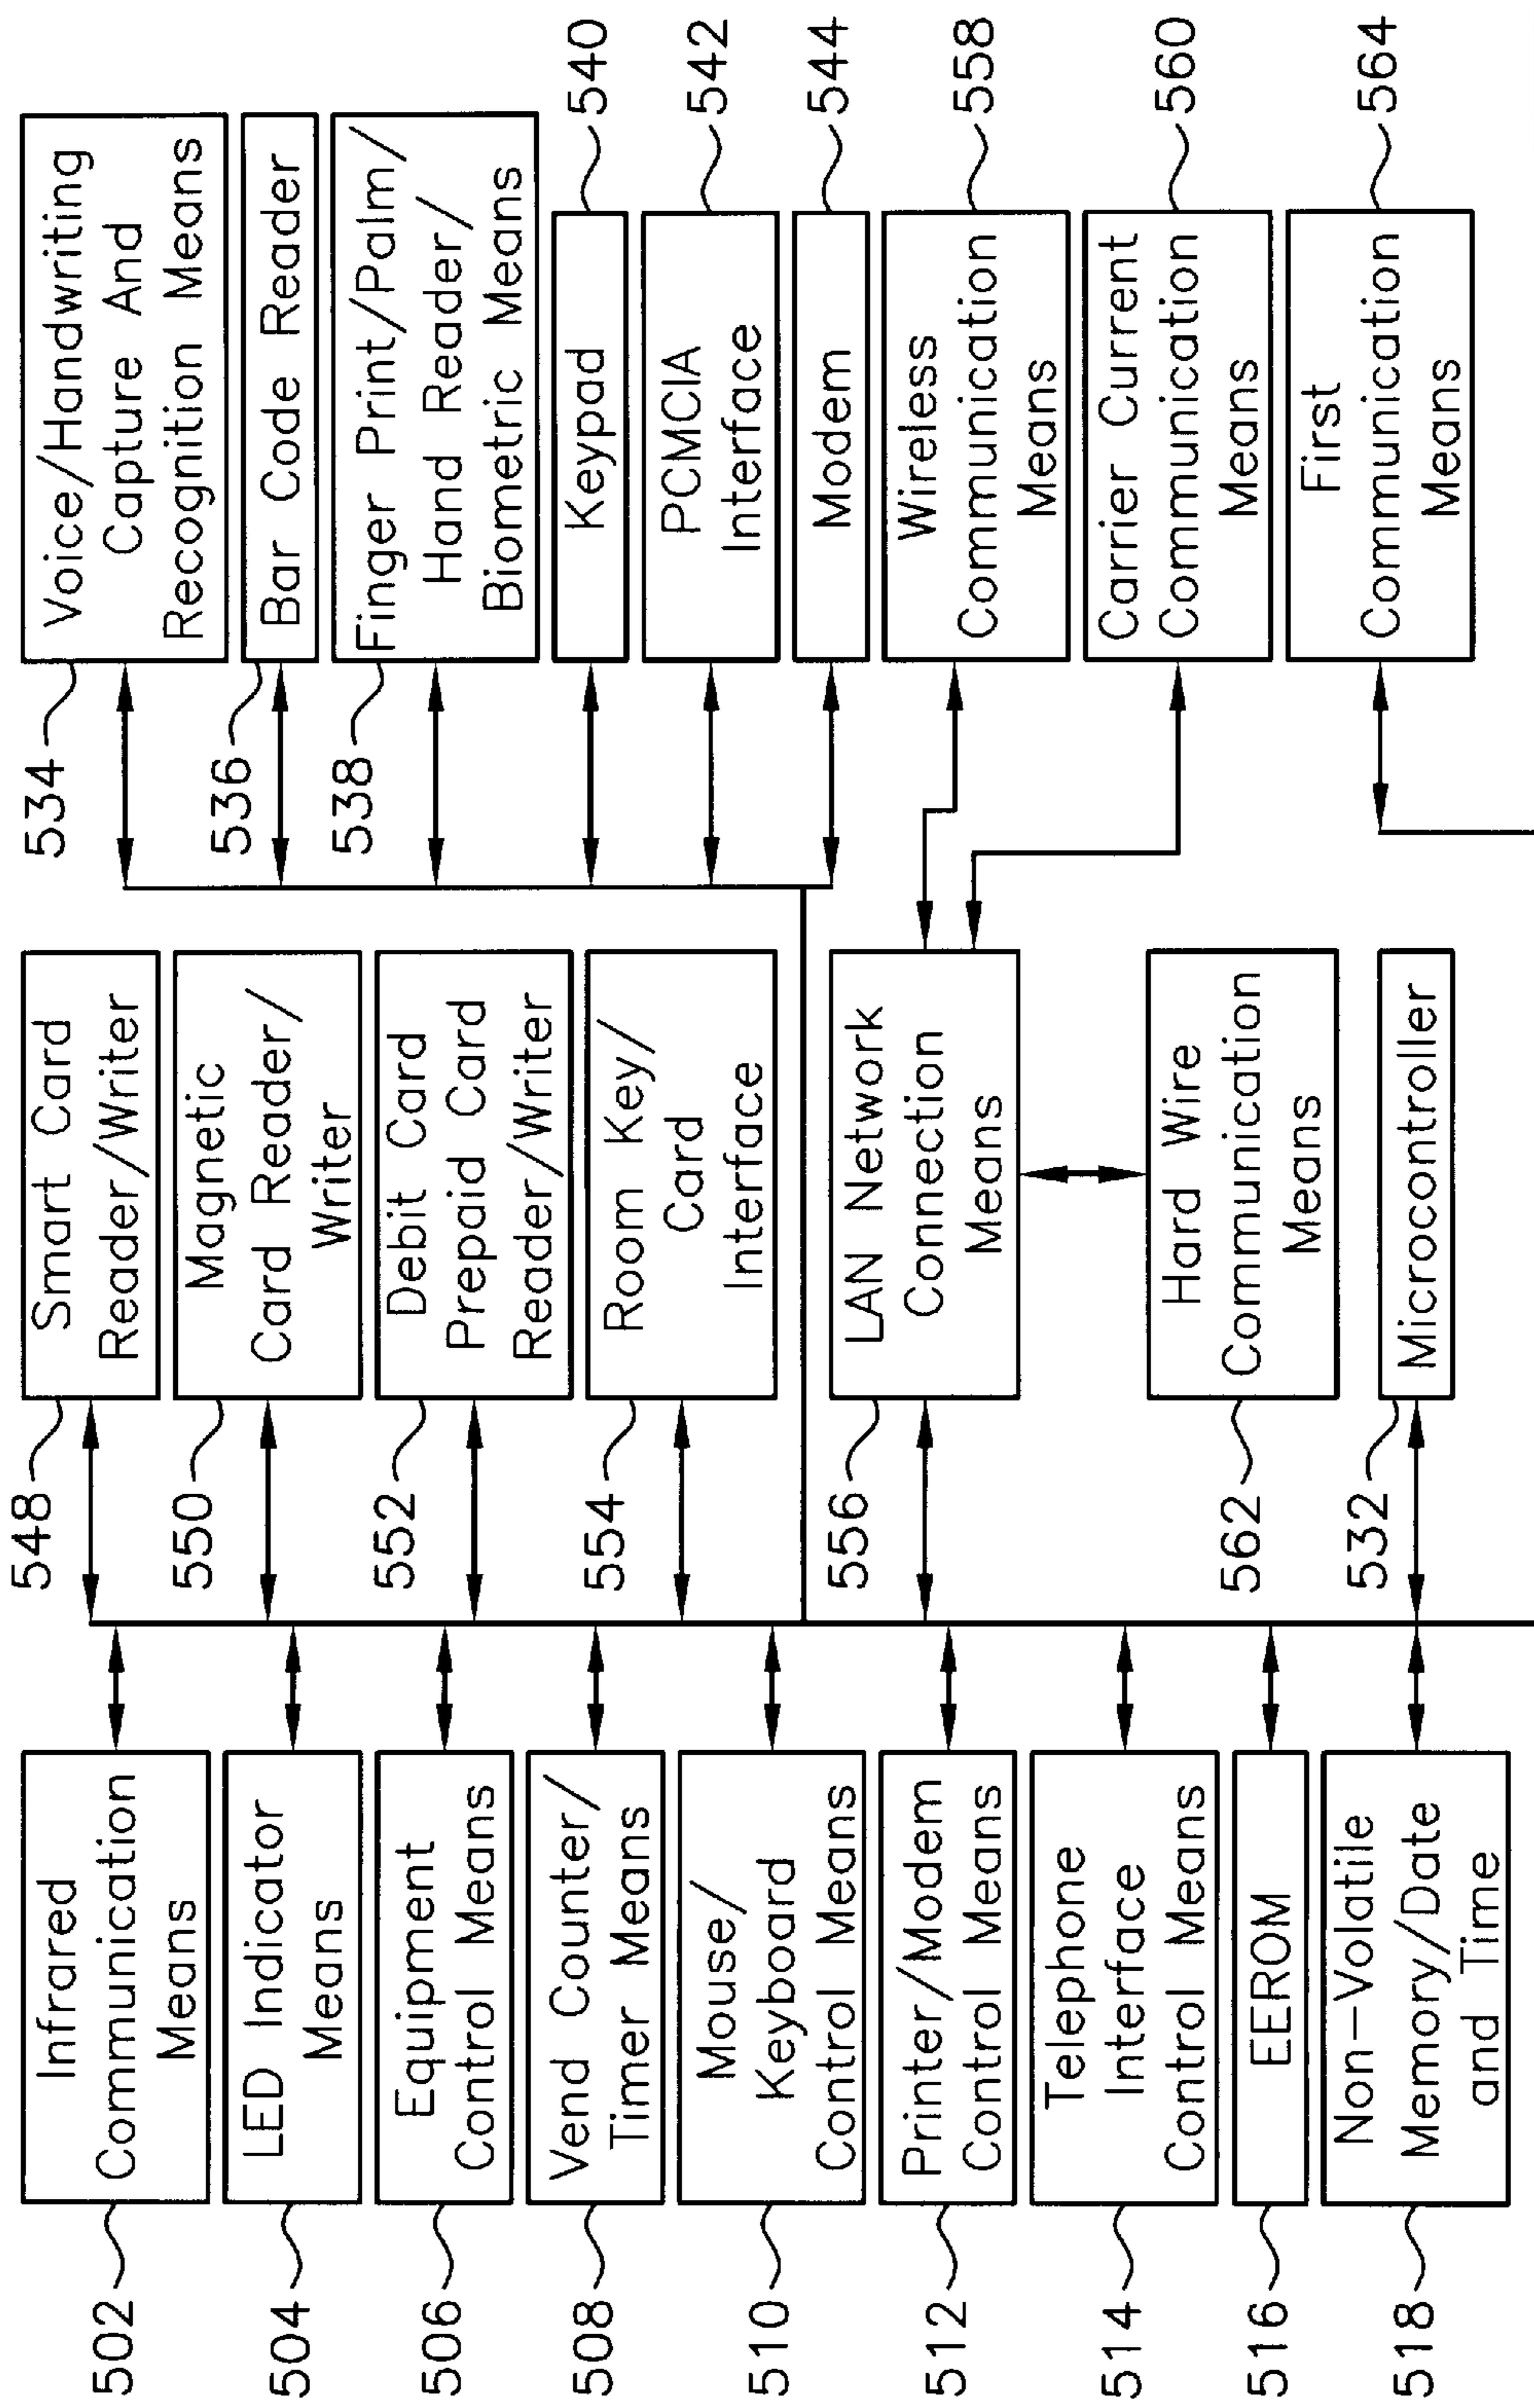 502
Infrared
Communication
Means
504
LED Indicator
Means
506
Equipment
Control Means
508
Vend Counter/
Timer Means
510
Mouse/
Keyboard
Control Means
512
Printer/Modem
Control Means
514
Telephone
Interface
Control Means
516
EEROM
518
Non-Volatile
Memory/Date
and Time
548
Smart Card
Reader/Writer
550
Magnetic
Card Reader/
Writer
552
Debit Card
Prepaid Card
Reader/Writer
554
Room Key/
Card
Interface
556
LAN Network
Connection
Means
562
Hard Wire
Communication
Means
532
Microcontroller
534
Voice/Handwriting
Capture And
Recognition Means
536
Bar Code Reader
538
Finger Print/Palm/
Hand Reader/
Biometric Means
Keypad
540
PCMCIA
Interface
542
Modem
544
Wireless
Communication
Means
558
Carrier Current
Communication
Means
560
First
Communication
Means
564